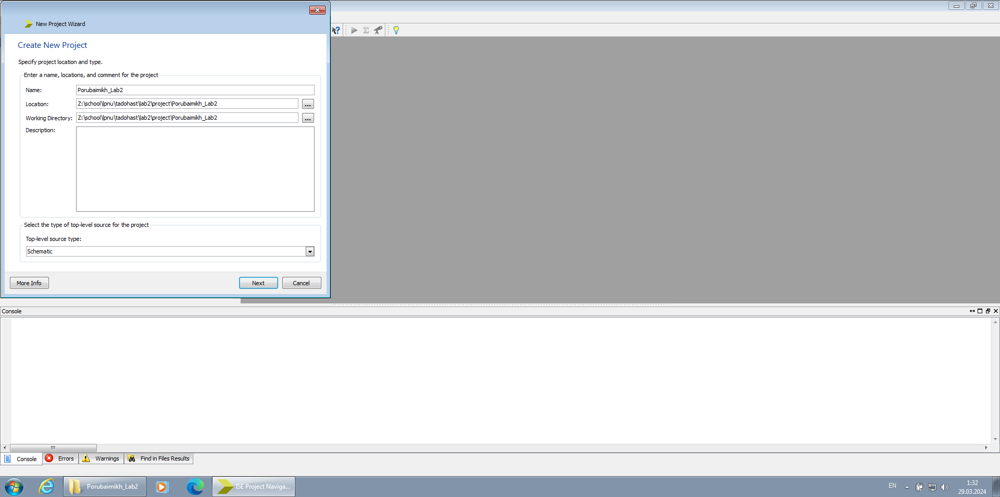 New Project Wizard
Create New Project
Specify project location and type.
Enter a name, locations, and comment for the project
Name: Porubaimikh_Lab2
Location: Z:\school\lpnu\tadohast\lab2\project\Porubaimikh_Lab2 ...
Working Directory: Z:\school\lpnu\tadohast\lab2\project\Porubaimikh_Lab2 ...
Description:
Select the type of top-level source for the project
Top-level source type:
Schematic
More Info Next Cancel
Console
Console Errors Warnings Find in Files Results
Porubaimikh_Lab2 ISE Project Naviga... EN 1:32
29.03.2024